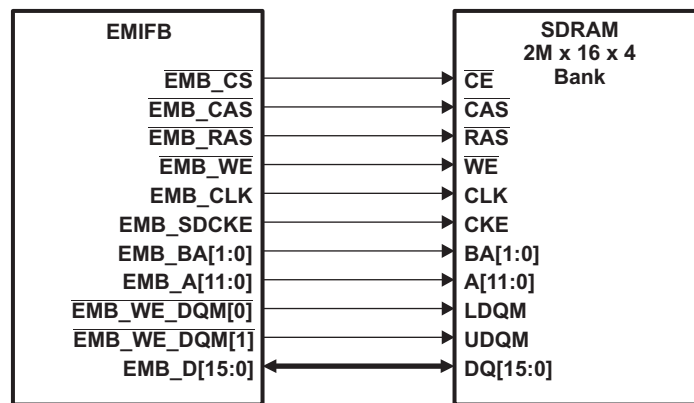 EMIFB
EMB_CS
EMB_CAS
EMB_RAS
EMB_WE
EMB_CLK
EMB_SDCKE
EMB_BA[1:0]
EMB_A[11:0]
EMB_WE_DQM[0]
EMB_WE_DQM[1]
EMB_D[15:0]
SDRAM
2M x 16 x 4
Bank
CE
CAS
RAS
WE
CLK
CKE
BA[1:0]
A[11:0]
LDQM
UDQM
DQ[15:0]